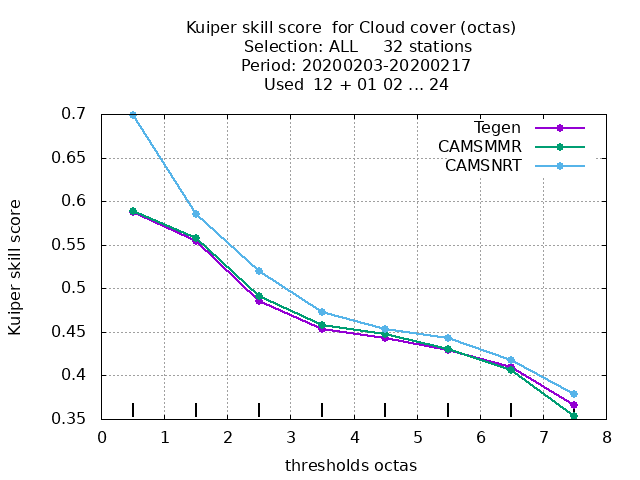 Kuiper skill score  for Cloud cover (octas)
Selection: ALL     32 stations
Period: 20200203-20200217
Used  12 + 01 02 ... 24
Tegen
CAMSMMR
CAMSNRT
Kuiper skill score
0.7
0.65
0.6
0.55
0.5
0.45
0.4
0.35
0 1 2 3 4 5 6 7 8
thresholds octas